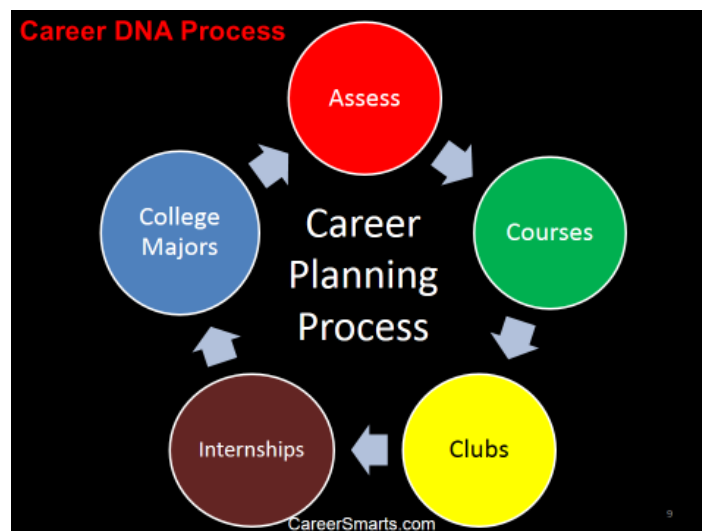 Career DNA Process
Assess
Courses
Clubs
Internships
College
Majors
Career
Planning
Process
CareerSmarts.com
9